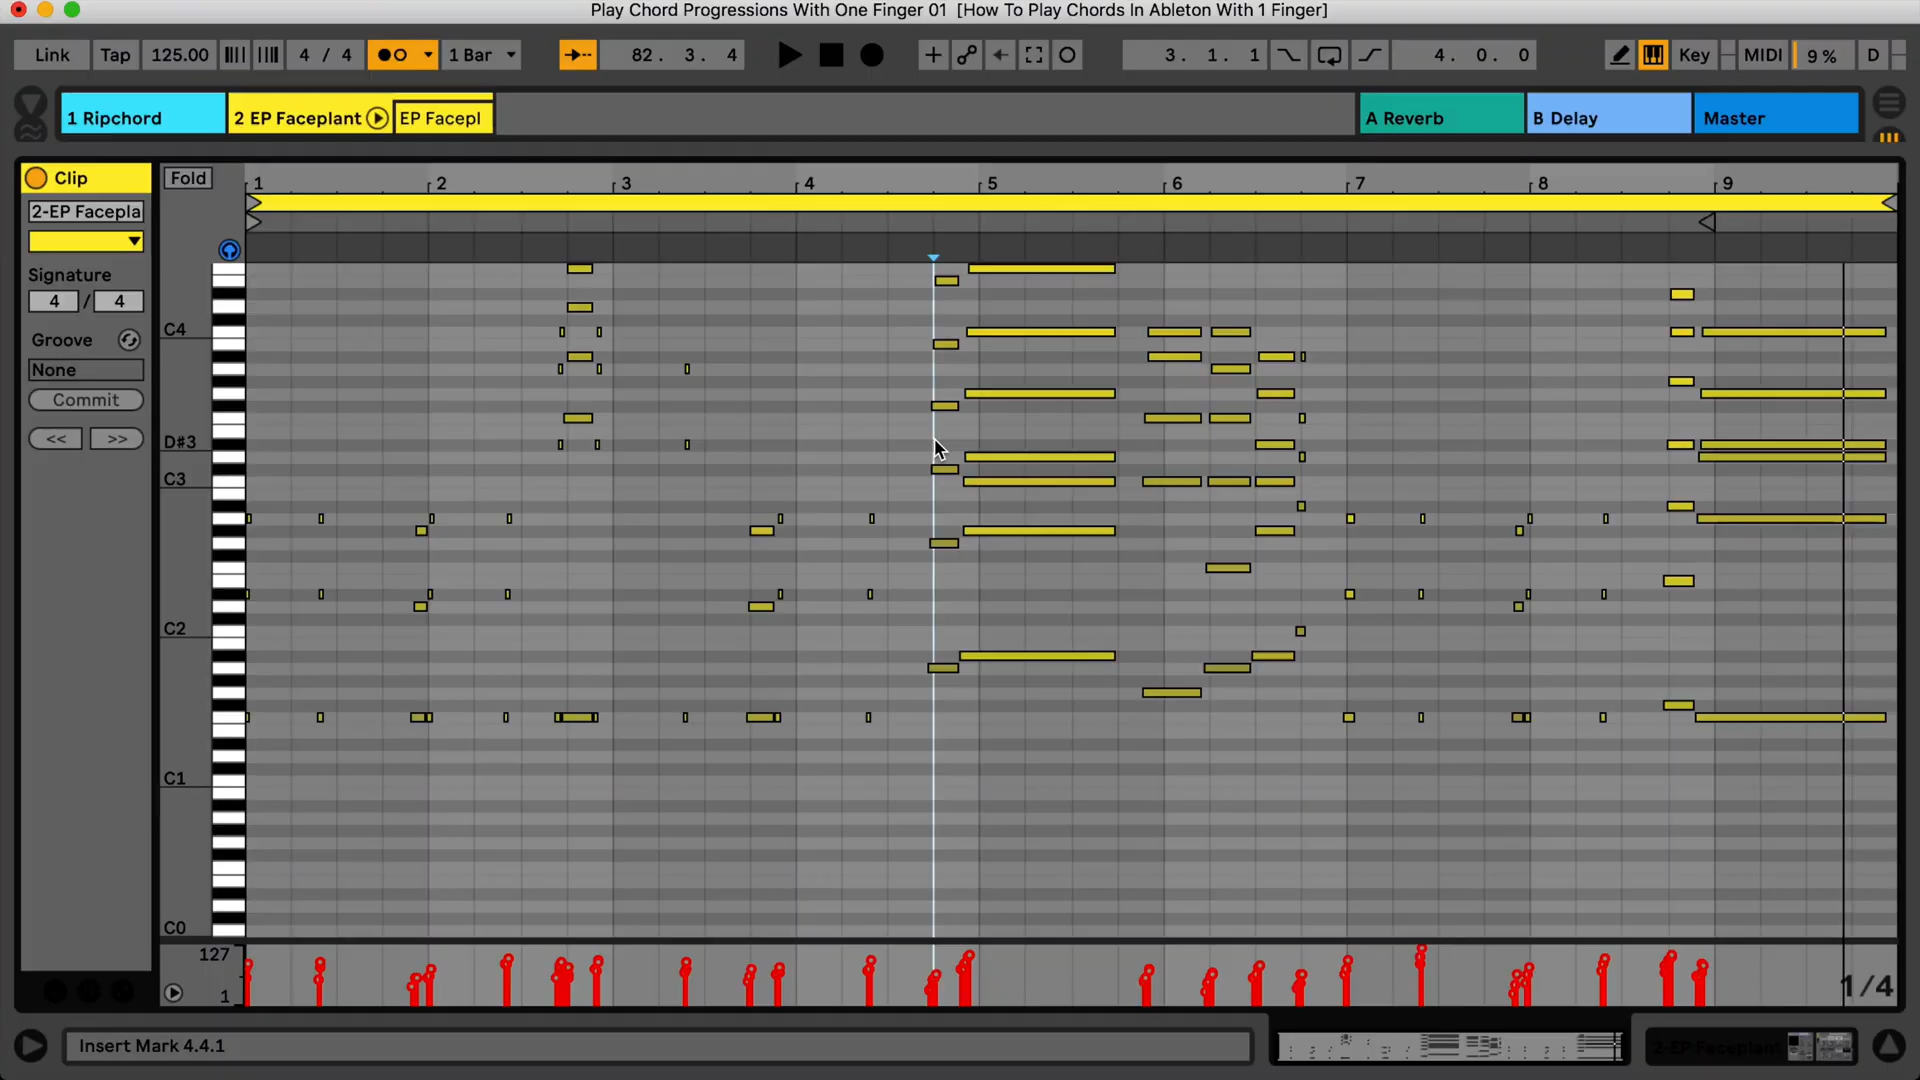 Play Chord Progressions With One Finger 01 [How To Play Chords In Ableton With 1 Finger]
Link Tap 125.00 4 / 4 1 Bar 82. 3. 4 3. 1. 1 4. 0. 0 Key MIDI 9 % D
1 Ripchord 2 EP Faceplant EP Facepl A Reverb B Delay Master
Clip Fold 1 2 3 4 5 6 7 8 9
2-EP Facepla
Signature
4 / 4
C4
Groove
None
Commit
<< >>
D#3
C3
C2
C1
C0
127
1
1/4
Insert Mark 4.4.1
2-EP Faceplant